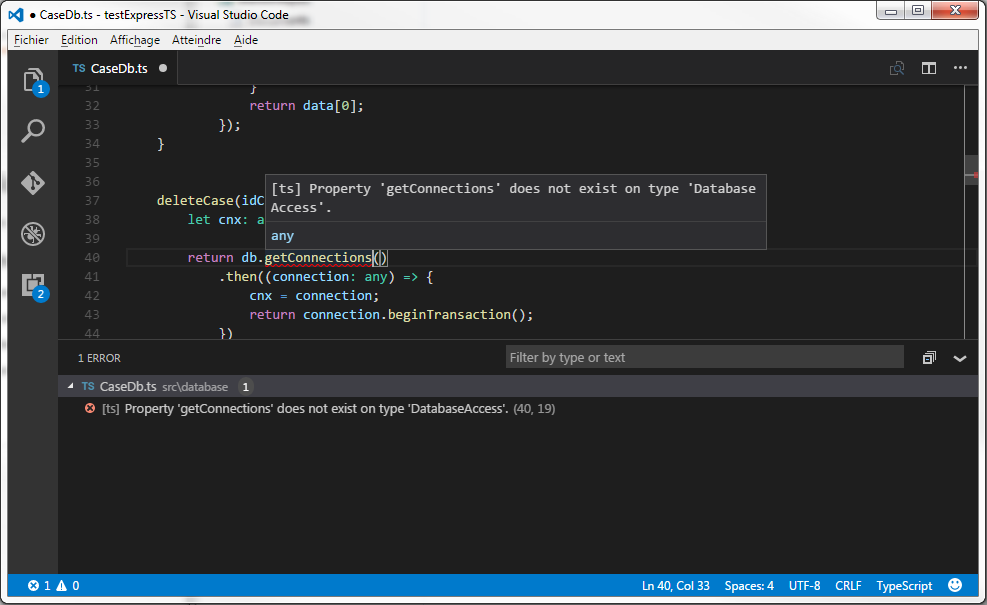 ● CaseDb.ts - testExpressTS - Visual Studio Code
Fichier Edition Affichage Atteindre Aide
TS CaseDb.ts ●
1
2
31 }
32 return data[0];
33 });
34 }
35
36
[ts] Property 'getConnections' does not exist on type 'Database
Access'.
any
37 deleteCase(idC
38 let cnx: a
39
40 return db.getConnections()
41 .then((connection: any) => {
42 cnx = connection;
43 return connection.beginTransaction();
44 })
1 ERROR Filter by type or text
TS CaseDb.ts src\database 1
[ts] Property 'getConnections' does not exist on type 'DatabaseAccess'. (40, 19)
1 0 Ln 40, Col 33 Spaces: 4 UTF-8 CRLF TypeScript